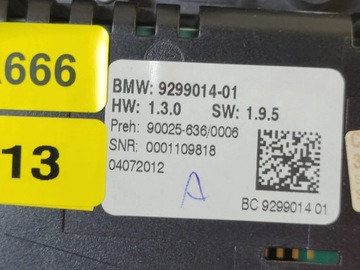 666
13
BMW: 9299014-01
HW: 1.3.0 SW: 1.9.5
Preh: 90025-636/0006
SNR: 0001109818
04072012
A
BC 9299014 01